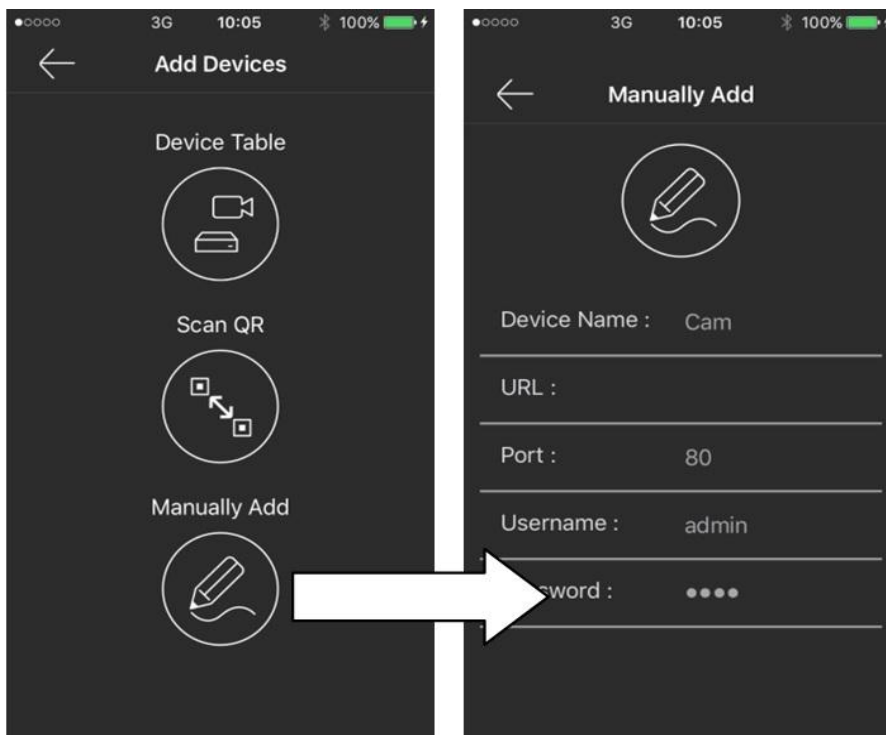 3G 10:05 100%
Add Devices
Device Table
Scan QR
Manually Add
3G 10:05 100%
Manually Add
Device Name : Cam
URL :
Port : 80
Username : admin
sword : ••••